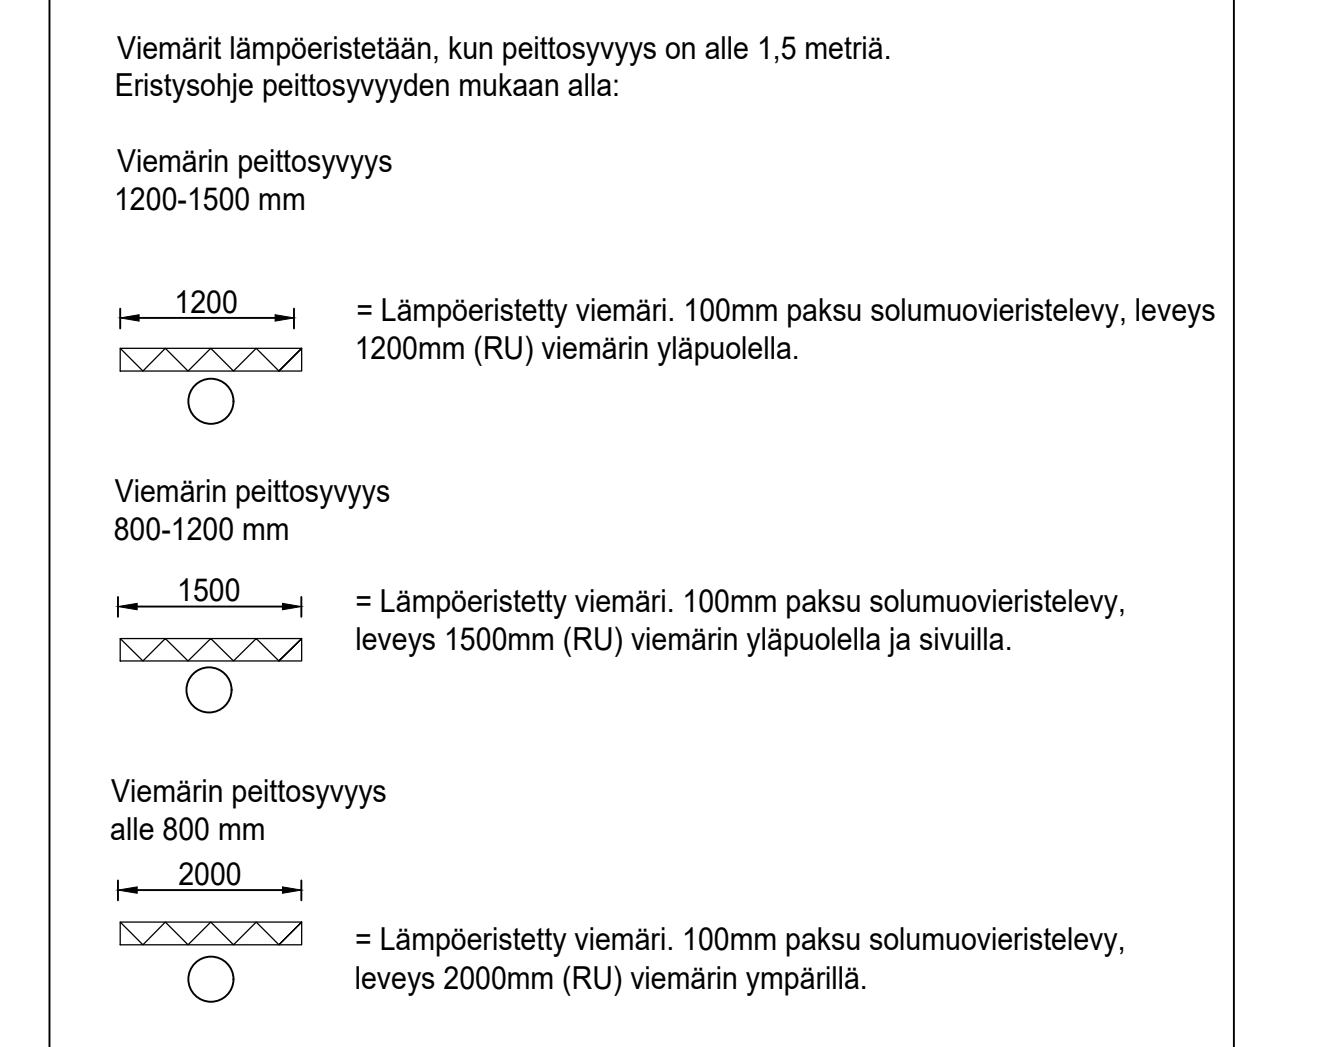 Viemärit lämpöeristetään, kun peittosyvyys on alle 1,5 metriä.
Eristysohje peittosyvyyden mukaan alla:
Viemärin peittosyvyys
1200-1500 mm
1200
= Lämpöeristetty viemäri. 100mm paksu solumuovieristelevy, leveys
1200mm (RU) viemärin yläpuolella.
Viemärin peittosyvyys
800-1200 mm
1500
= Lämpöeristetty viemäri. 100mm paksu solumuovieristelevy,
leveys 1500mm (RU) viemärin yläpuolella ja sivuilla.
Viemärin peittosyvyys
alle 800 mm
2000
= Lämpöeristetty viemäri. 100mm paksu solumuovieristelevy,
leveys 2000mm (RU) viemärin ympärillä.